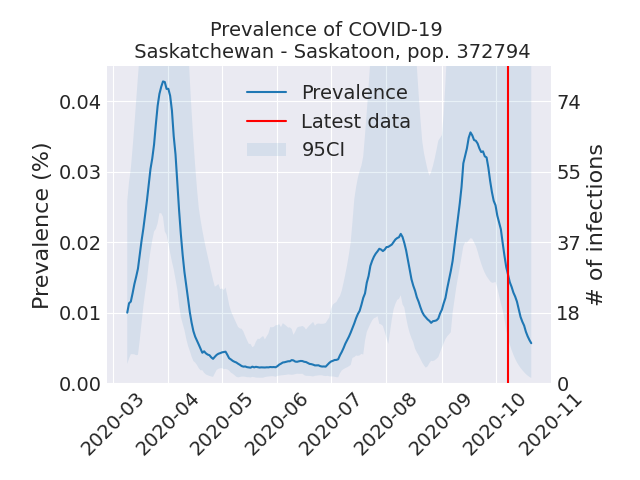 Prevalence of COVID-19
Saskatchewan - Saskatoon, pop. 372794
Prevalence (%)
0.04
0.03
0.02
0.01
0.00
Prevalence
Latest data
95CI
74
55
37
18
0
# of infections
2020-03
2020-04
2020-05
2020-06
2020-07
2020-08
2020-09
2020-10
2020-11